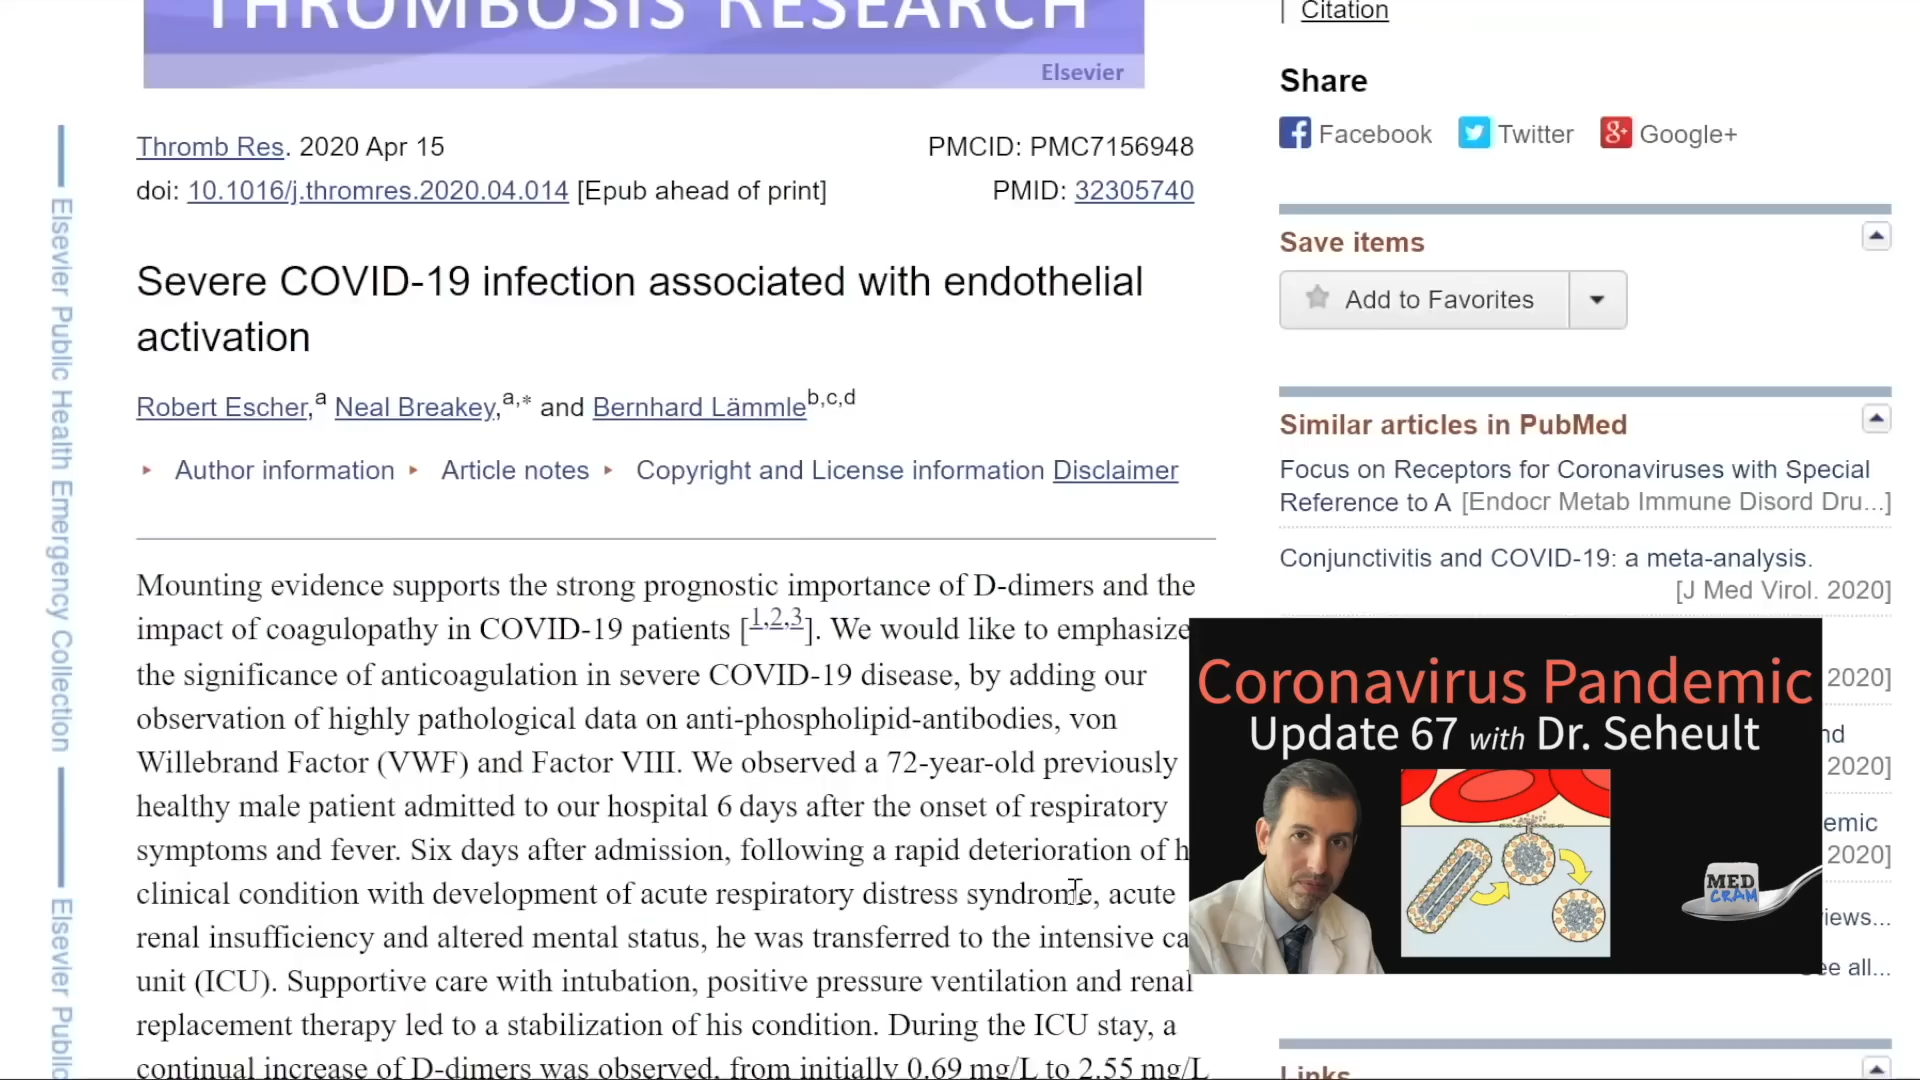 THROMBOSIS RESEARCH
Elsevier
Citation
Share
Facebook Twitter Google+
Thromb Res. 2020 Apr 15 PMCID: PMC7156948
doi: 10.1016/j.thromres.2020.04.014 [Epub ahead of print] PMID: 32305740
Severe COVID-19 infection associated with endothelial
activation
Robert Escher,a Neal Breakey,a,* and Bernhard Lämmleb,c,d
Author information Article notes Copyright and License information Disclaimer
Mounting evidence supports the strong prognostic importance of D-dimers and the
impact of coagulopathy in COVID-19 patients [1,2,3]. We would like to emphasize
the significance of anticoagulation in severe COVID-19 disease, by adding our
observation of highly pathological data on anti-phospholipid-antibodies, von
Willebrand Factor (VWF) and Factor VIII. We observed a 72-year-old previously
healthy male patient admitted to our hospital 6 days after the onset of respiratory
symptoms and fever. Six days after admission, following a rapid deterioration of h
clinical condition with development of acute respiratory distress syndrome, acute
renal insufficiency and altered mental status, he was transferred to the intensive ca
unit (ICU). Supportive care with intubation, positive pressure ventilation and renal
replacement therapy led to a stabilization of his condition. During the ICU stay, a
continual increase of D-dimers was observed, from initially 0.69 mg/L to 2.55 mg/L
Elsevier Public Health Emergency Collection
Elsevier Public
Save items
Add to Favorites
Similar articles in PubMed
Focus on Receptors for Coronaviruses with Special
Reference to A [Endocr Metab Immune Disord Dru...]
Conjunctivitis and COVID-19: a meta-analysis.
[J Med Virol. 2020]
2020]
nd
2020]
emic
2020]
iews...
ee all...
Links
Coronavirus Pandemic
Update 67 with Dr. Seheult
MED
CRAM